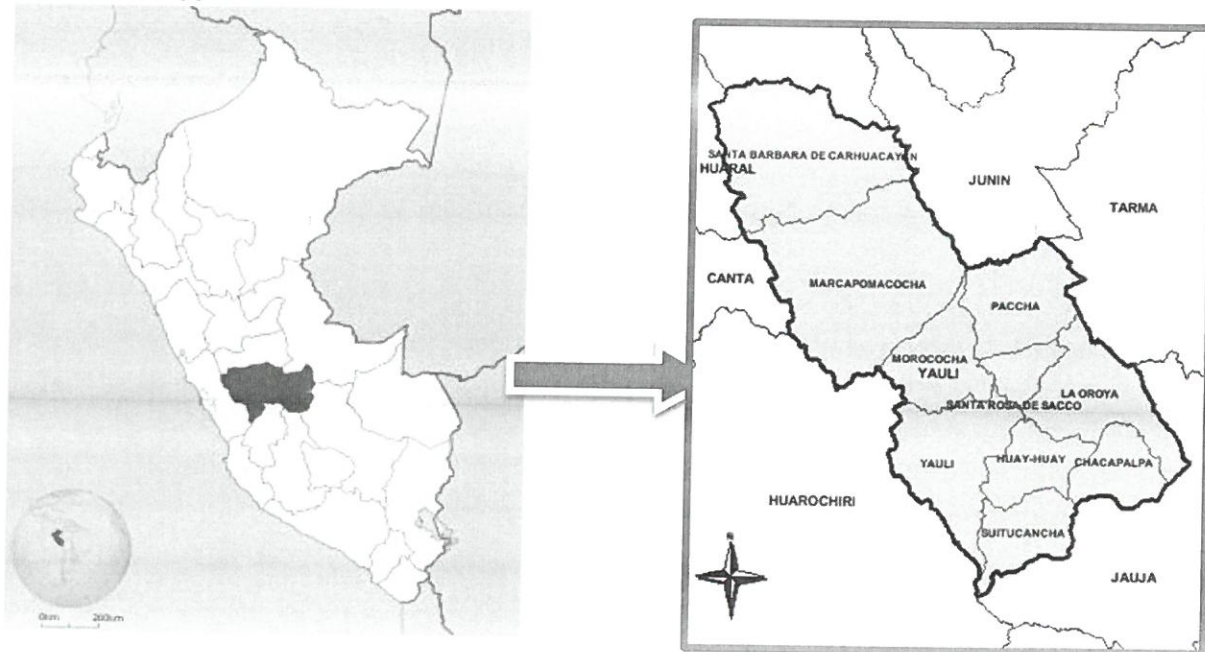 0km 200km
SANTA BARBARA DE CARHUACAYAN
HUARAL
JUNIN
TARMA
CANTA
MARCAPOMACOCHA
PACCHA
MOROCOCHA
YAULI
LA OROYA
SANTA ROSA DE SACCO
YAULI
HUAY-HUAY
CHACAPALPA
HUAROCHIRI
SUITUCANCHA
N
JAUJA